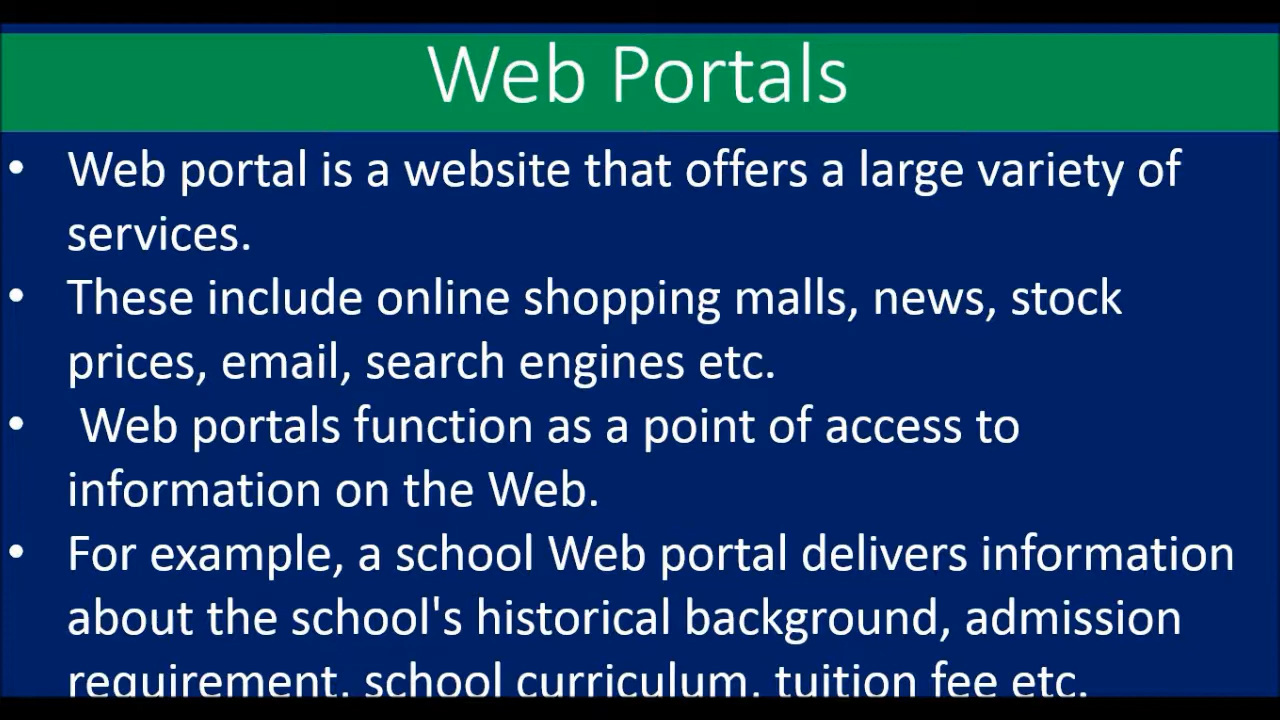 Web Portals
• Web portal is a website that offers a large variety of
services.
• These include online shopping malls, news, stock
prices, email, search engines etc.
• Web portals function as a point of access to
information on the Web.
• For example, a school Web portal delivers information
about the school's historical background, admission
requirement, school curriculum, tuition fee etc.